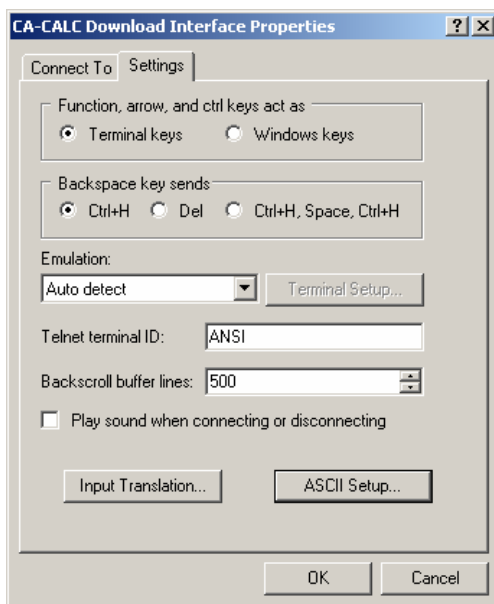 CA-CALC Download Interface Properties
Connect To Settings
Function, arrow, and ctrl keys act as
Terminal keys Windows keys
Backspace key sends
Ctrl+H Del Ctrl+H, Space, Ctrl+H
Emulation:
Auto detect Terminal Setup...
Telnet terminal ID: ANSI
Backscroll buffer lines: 500
Play sound when connecting or disconnecting
Input Translation... ASCII Setup...
OK Cancel